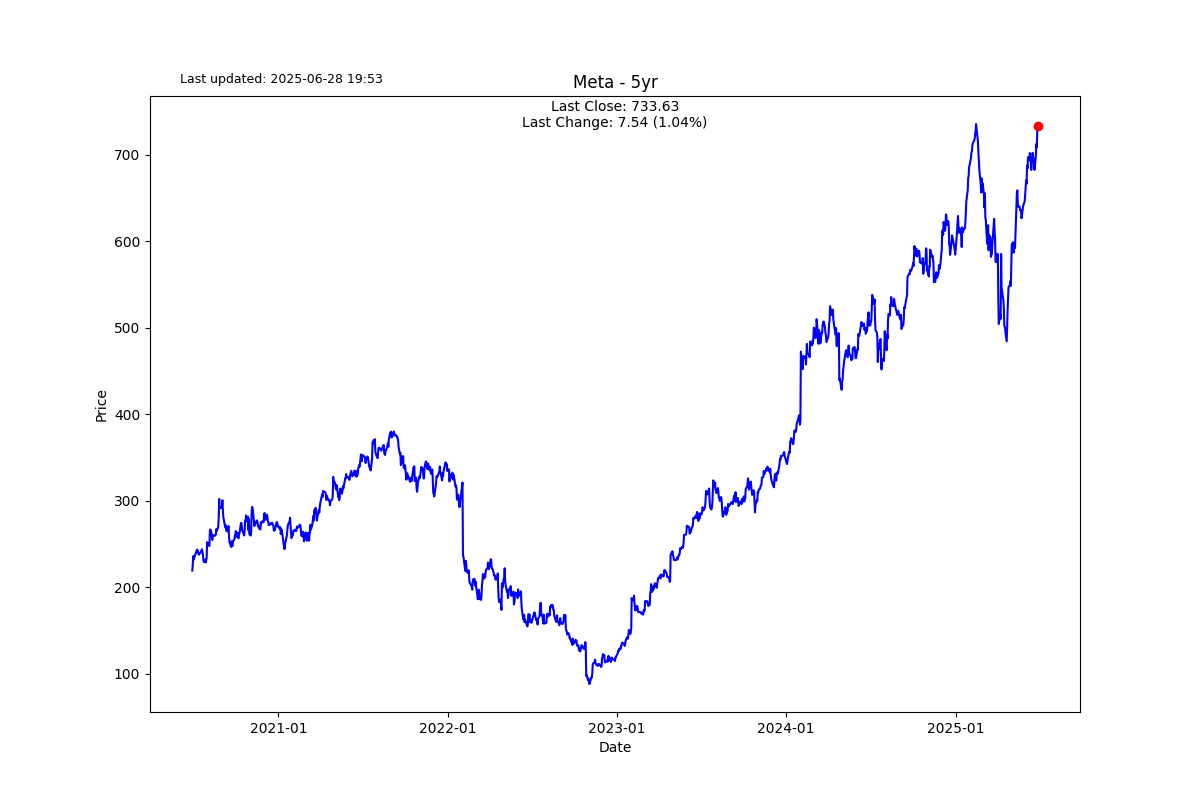 Last updated: 2025-06-28 19:53
Meta - 5yr
Last Close: 733.63
Last Change: 7.54 (1.04%)
700
600
500
400
300
200
100
Price
2021-01
2022-01
2023-01
2024-01
2025-01
Date